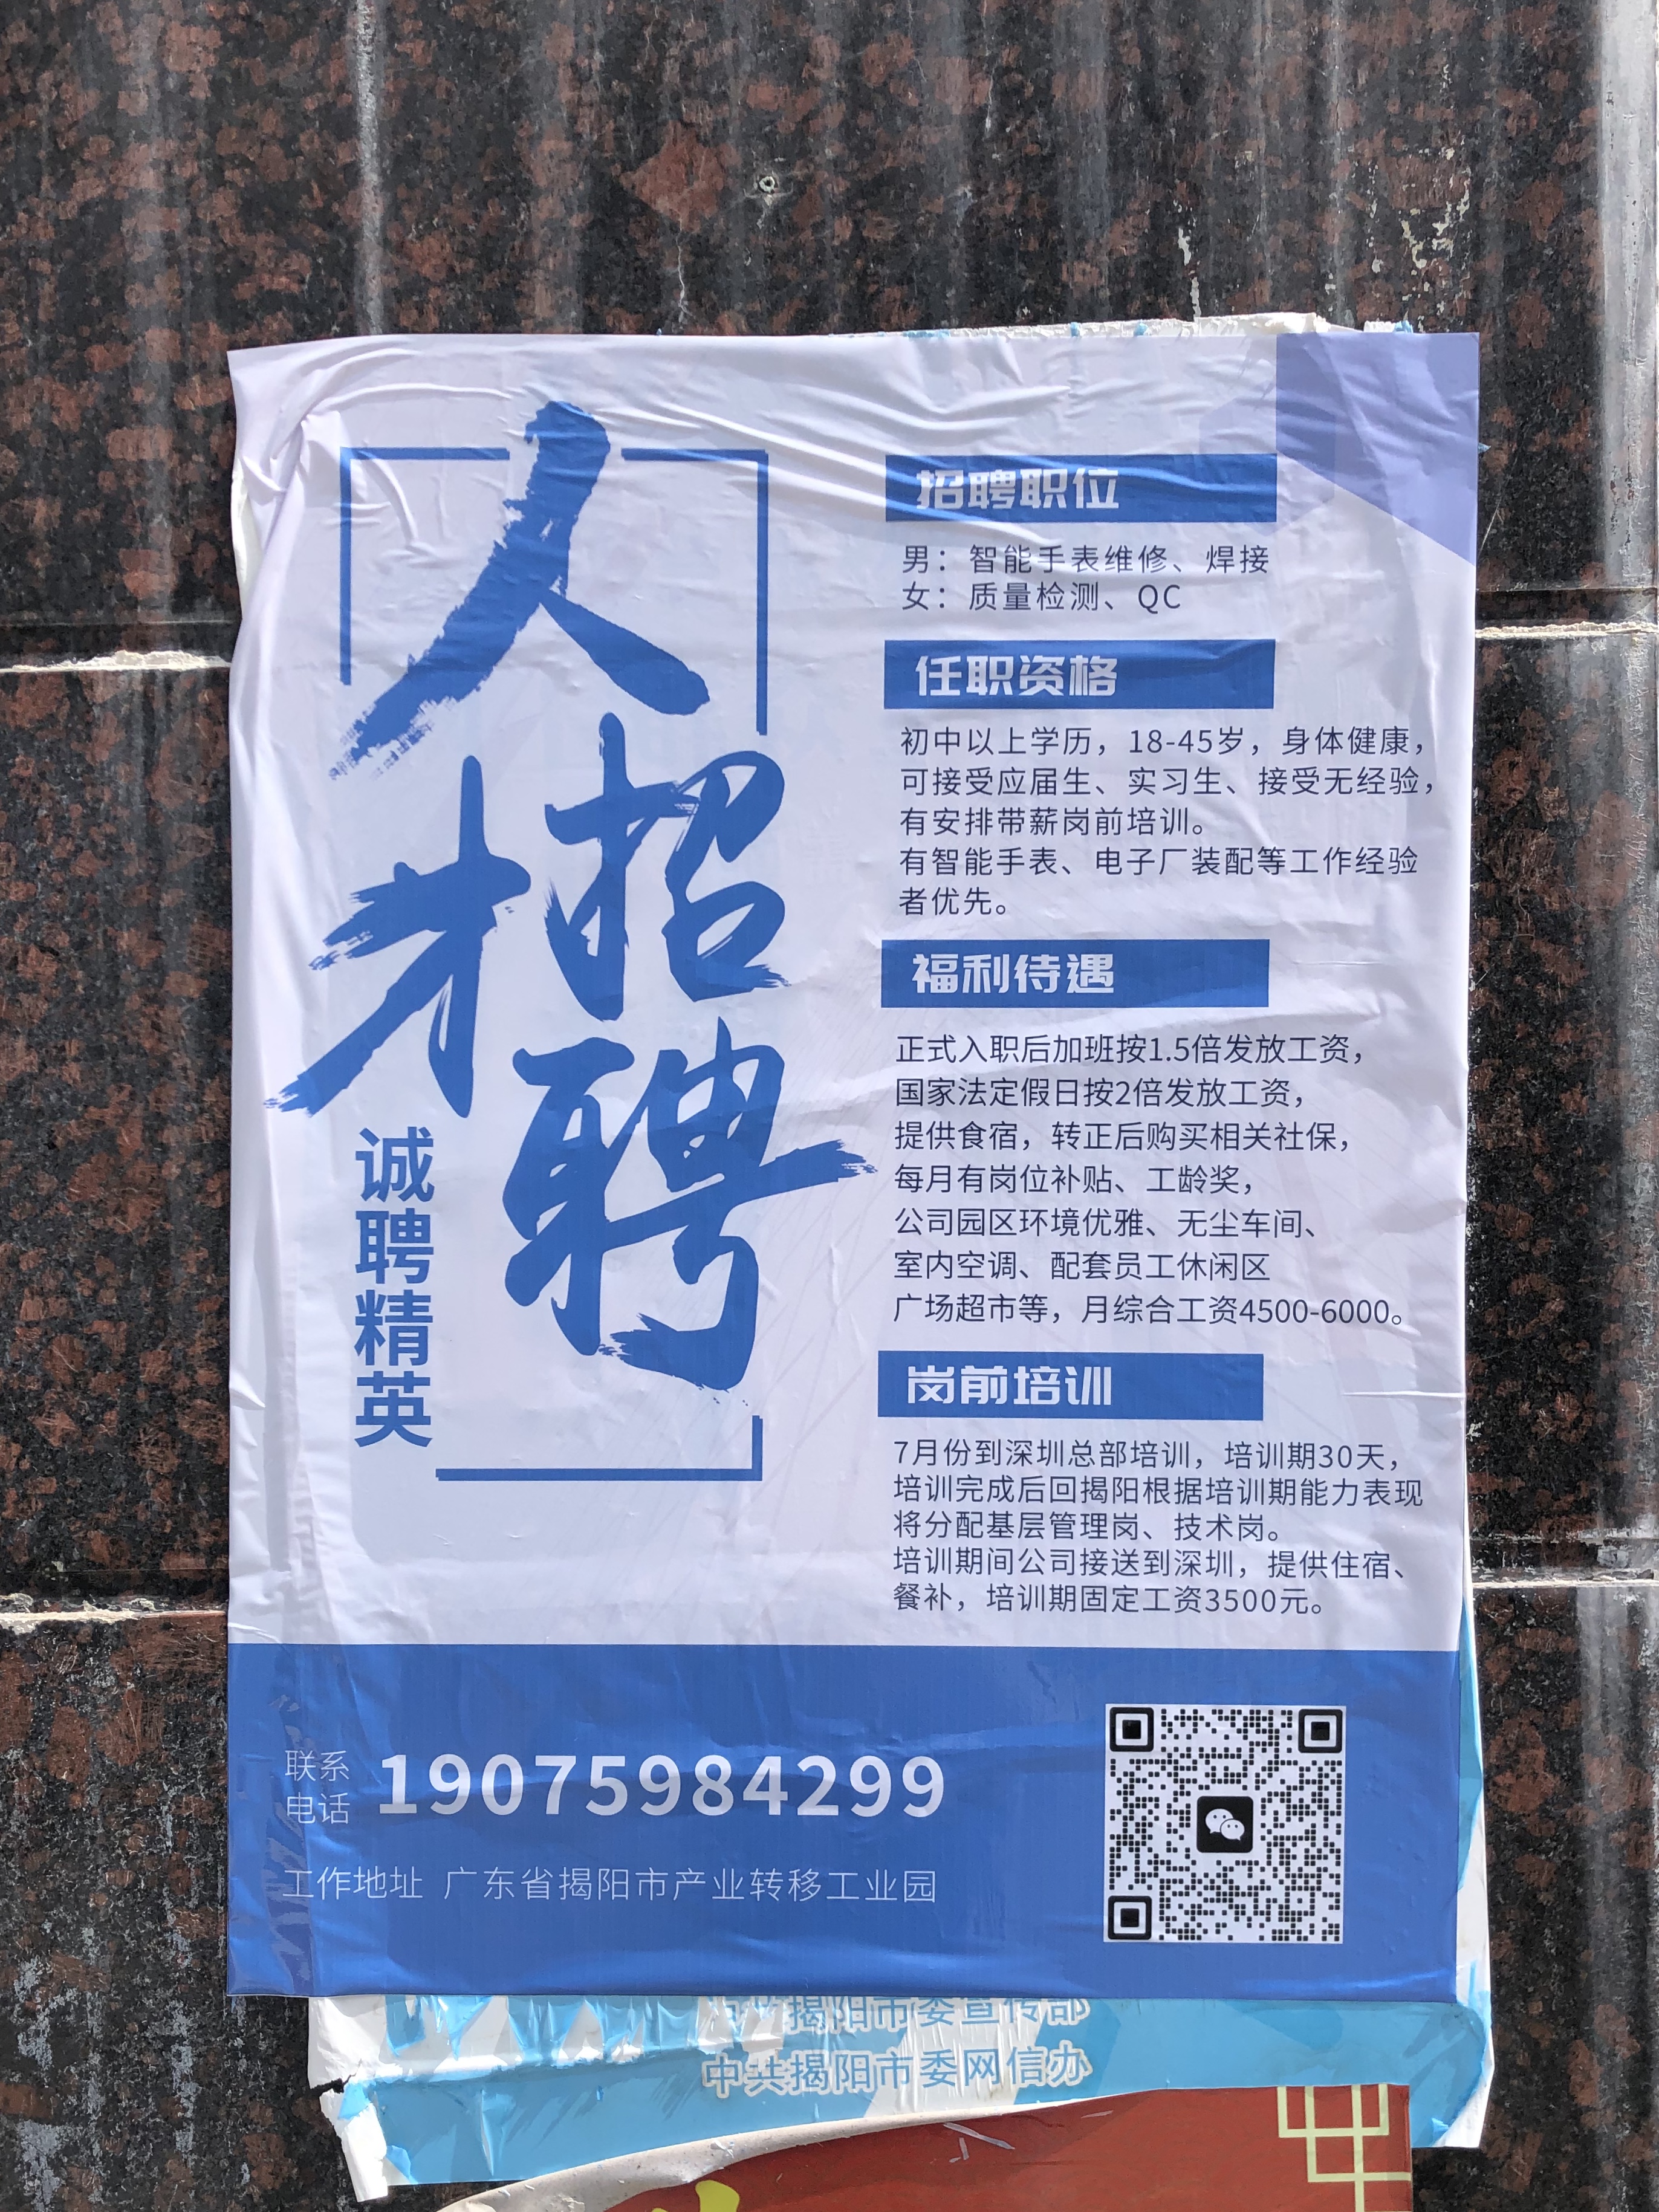 人才招聘
诚聘精英
招聘职位
男：智能手表维修、焊接
女：质量检测、QC
任职资格
初中以上学历，18-45岁，身体健康，
可接受应届生、实习生、接受无经验，
有安排带薪岗前培训。
有智能手表、电子厂装配等工作经验
者优先。
福利待遇
正式入职后加班按1.5倍发放工资，
国家法定假日按2倍发放工资，
提供食宿，转正后购买相关社保，
每月有岗位补贴、工龄奖，
公司园区环境优雅、无尘车间、
室内空调、配套员工休闲区
广场超市等，月综合工资4500-6000。
岗前培训
7月份到深圳总部培训，培训期30天，
培训完成后回揭阳根据培训期能力表现
将分配基层管理岗、技术岗。
培训期间公司接送到深圳，提供住宿、
餐补，培训期固定工资3500元。
联系电话 19075984299
工作地址 广东省揭阳市产业转移工业园
揭阳市委宣传部
中共揭阳市委网信办